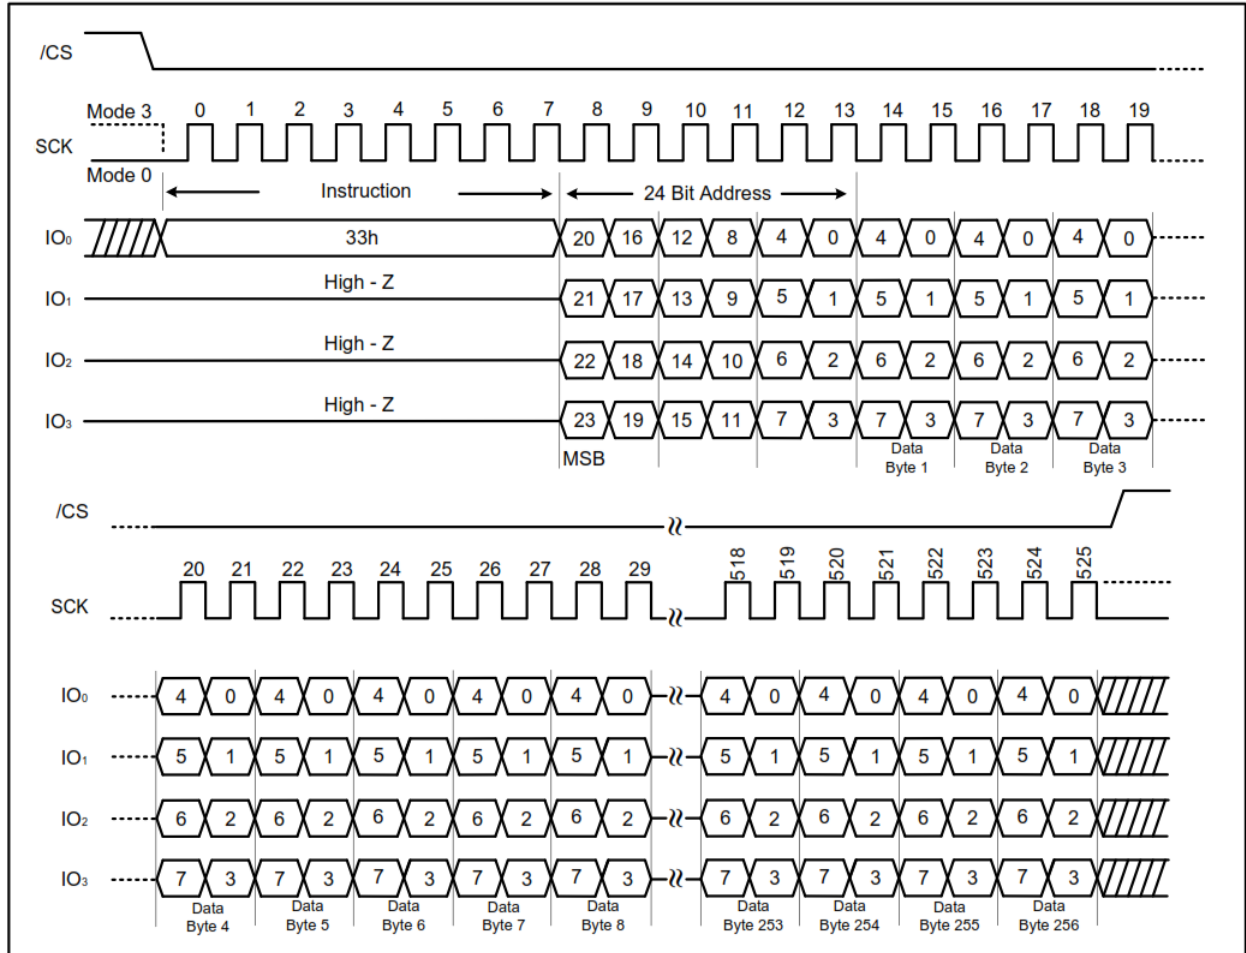 /CS
Mode 3 0 1 2 3 4 5 6 7 8 9 10 11 12 13 14 15 16 17 18 19
SCK
Mode 0
Instruction 24 Bit Address
IO₀ 33h 20 16 12 8 4 0 4 0 4 0 4 0
High - Z
IO₁ 21 17 13 9 5 1 5 1 5 1 5 1
High - Z
IO₂ 22 18 14 10 6 2 6 2 6 2 6 2
High - Z
IO₃ 23 19 15 11 7 3 7 3 7 3 7 3
MSB Data Data Data
Byte 1 Byte 2 Byte 3
/CS
20 21 22 23 24 25 26 27 28 29 518 519 520 521 522 523 524 525
SCK
IO₀ 4 0 4 0 4 0 4 0 4 0 4 0 4 0 4 0 4 0
IO₁ 5 1 5 1 5 1 5 1 5 1 5 1 5 1 5 1 5 1
IO₂ 6 2 6 2 6 2 6 2 6 2 6 2 6 2 6 2 6 2
IO₃ 7 3 7 3 7 3 7 3 7 3 7 3 7 3 7 3 7 3
Data Data Data Data Data Data Data Data Data
Byte 4 Byte 5 Byte 6 Byte 7 Byte 8 Byte 253 Byte 254 Byte 255 Byte 256